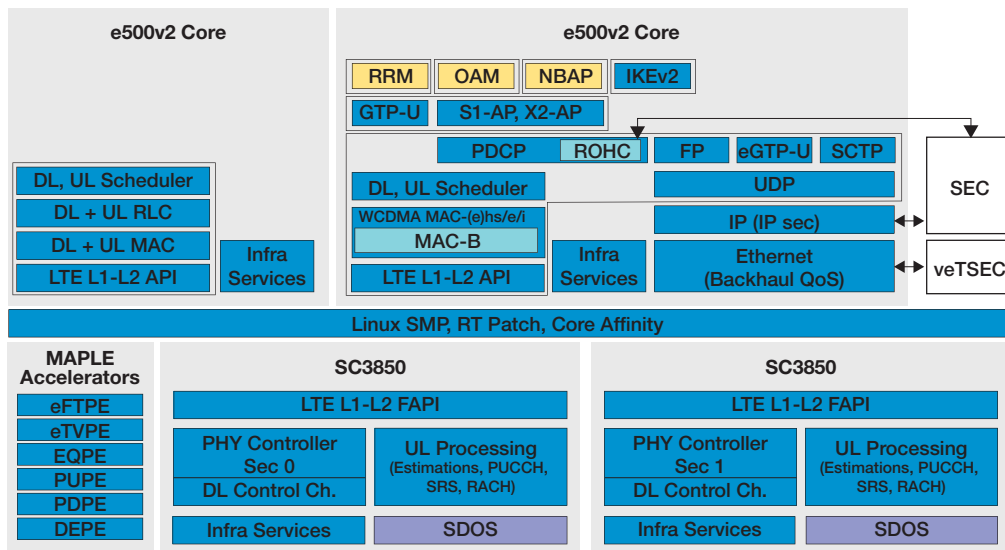 e500v2 Core
DL, UL Scheduler
DL + UL RLC
DL + UL MAC
LTE L1-L2 API
Infra
Services
e500v2 Core
RRM
OAM
NBAP
IKEv2
GTP-U
S1-AP, X2-AP
PDCP
ROHC
FP
eGTP-U
SCTP
DL, UL Scheduler
UDP
WCDMA MAC-(e)hs/e/i
MAC-B
IP (IP sec)
LTE L1-L2 API
Infra
Services
Ethernet
(Backhaul QoS)
SEC
veTSEC
Linux SMP, RT Patch, Core Affinity
MAPLE
Accelerators
eFTPE
eTVPE
EQPE
PUPE
PDPE
DEPE
SC3850
LTE L1-L2 FAPI
PHY Controller
Sec 0
DL Control Ch.
UL Processing
(Estimations, PUCCH,
SRS, RACH)
Infra Services
SDOS
SC3850
LTE L1-L2 FAPI
PHY Controller
Sec 1
DL Control Ch.
UL Processing
(Estimations, PUCCH,
SRS, RACH)
Infra Services
SDOS